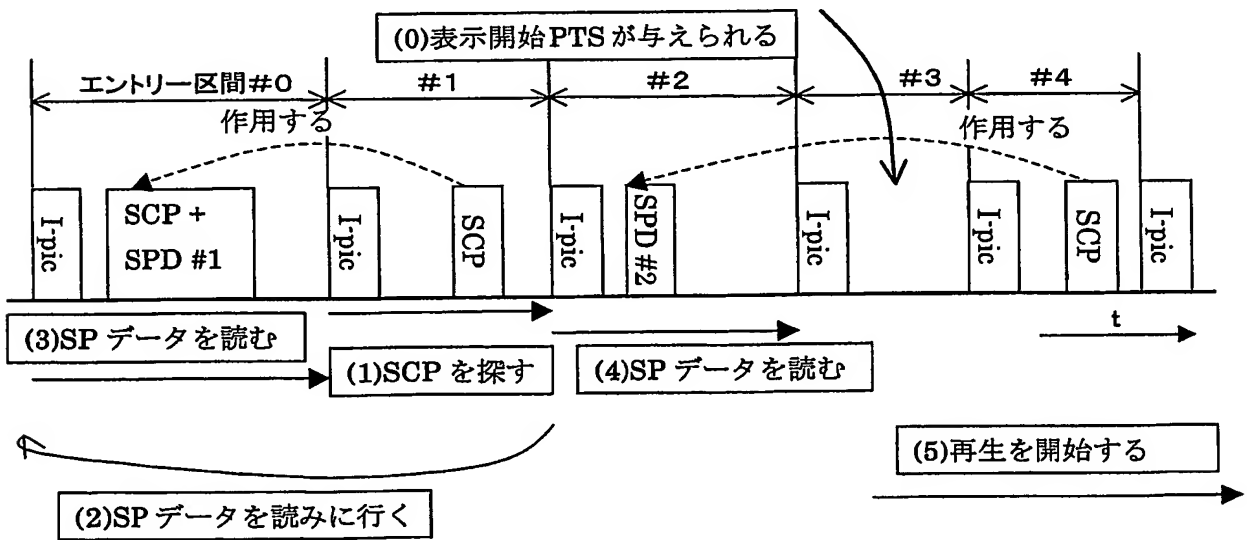 (0)表示開始PTSが与えられる
エントリー区間#0
#1
#2
#3
#4
作用する
作用する
I-pic
SCP +
SPD #1
I-pic
SCP
I-pic
SPD #2
I-pic
I-pic
SCP
I-pic
t
(3)SP データを読む
(1)SCP を探す
(4)SP データを読む
(5)再生を開始する
(2)SP データを読みに行く